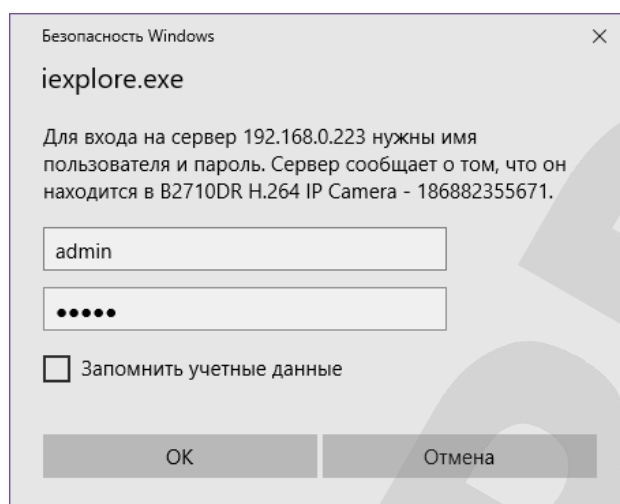 Безопасность Windows
iexplore.exe
Для входа на сервер 192.168.0.223 нужны имя
пользователя и пароль. Сервер сообщает о том, что он
находится в B2710DR H.264 IP Camera - 186882355671.
admin
●●●●●
Запомнить учетные данные
OK
Отмена